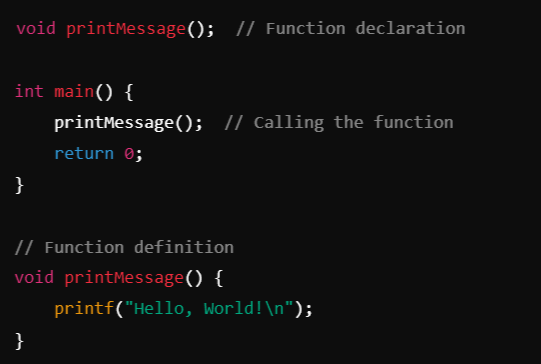 void printMessage();  // Function declaration
int main() {
    printMessage();  // Calling the function
    return 0;
}
// Function definition
void printMessage() {
    printf("Hello, World!\n");
}